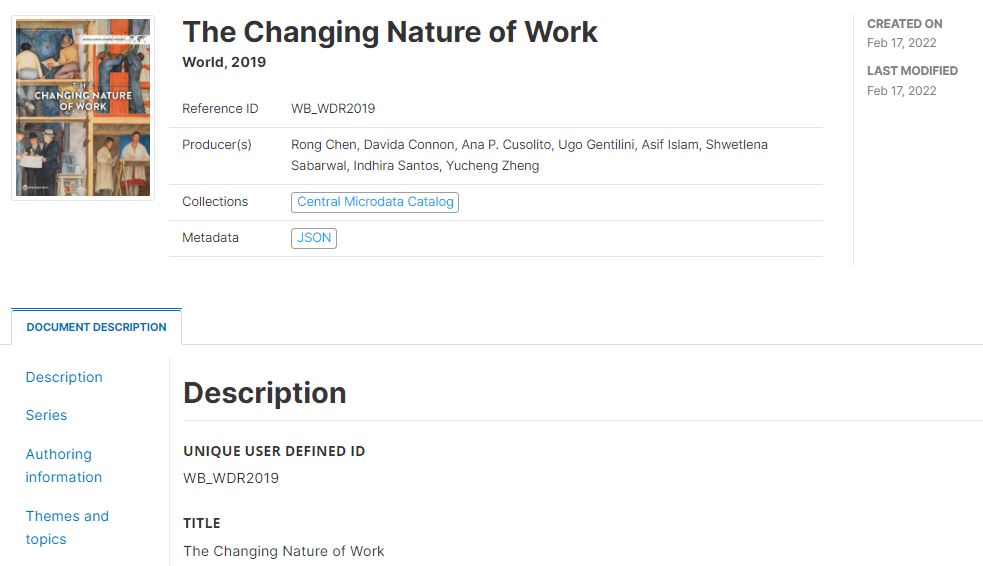 THE
CHANGING NATURE
OF WORK
The Changing Nature of Work
World, 2019
Reference ID WB_WDR2019
Producer(s) Rong Chen, Davida Connon, Ana P. Cusolito, Ugo Gentilini, Asif Islam, Shwetlena
Sabarwal, Indhira Santos, Yucheng Zheng
Collections Central Microdata Catalog
Metadata JSON
CREATED ON
Feb 17, 2022
LAST MODIFIED
Feb 17, 2022
DOCUMENT DESCRIPTION
Description
Series
Authoring
information
Themes and
topics
Description
UNIQUE USER DEFINED ID
WB_WDR2019
TITLE
The Changing Nature of Work